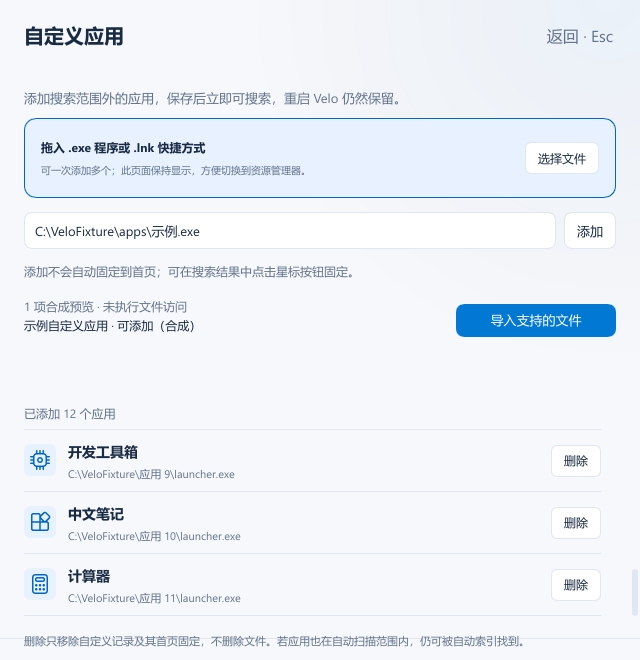 自定义应用
返回 · Esc
添加搜索范围外的应用，保存后立即可搜索，重启 Velo 仍然保留。
拖入 .exe 程序或 .lnk 快捷方式
可一次添加多个；此页面保持显示，方便切换到资源管理器。
选择文件
C:\VeloFixture\apps\示例.exe
添加
添加不会自动固定到首页；可在搜索结果中点击星标按钮固定。
1 项合成预览 · 未执行文件访问
示例自定义应用 · 可添加（合成）
导入支持的文件
已添加 12 个应用
开发工具箱
C:\VeloFixture\应用 9\launcher.exe
删除
中文笔记
C:\VeloFixture\应用 10\launcher.exe
删除
计算器
C:\VeloFixture\应用 11\launcher.exe
删除
删除只移除自定义记录及其首页固定，不删除文件。若应用也在自动扫描范围内，仍可被自动索引找到。